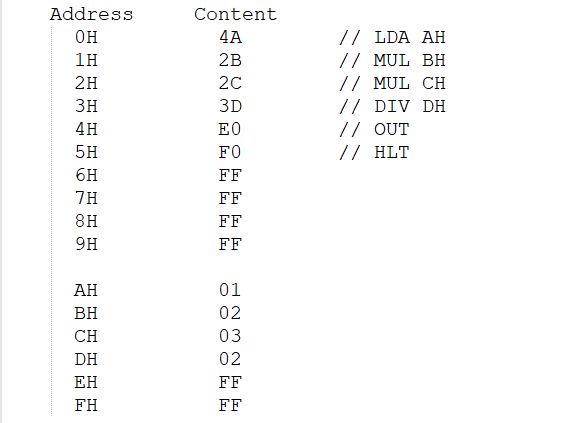 Address Content
0H 4A // LDA AH
1H 2B // MUL BH
2H 2C // MUL CH
3H 3D // DIV DH
4H E0 // OUT
5H F0 // HLT
6H FF
7H FF
8H FF
9H FF
AH 01
BH 02
CH 03
DH 02
EH FF
FH FF